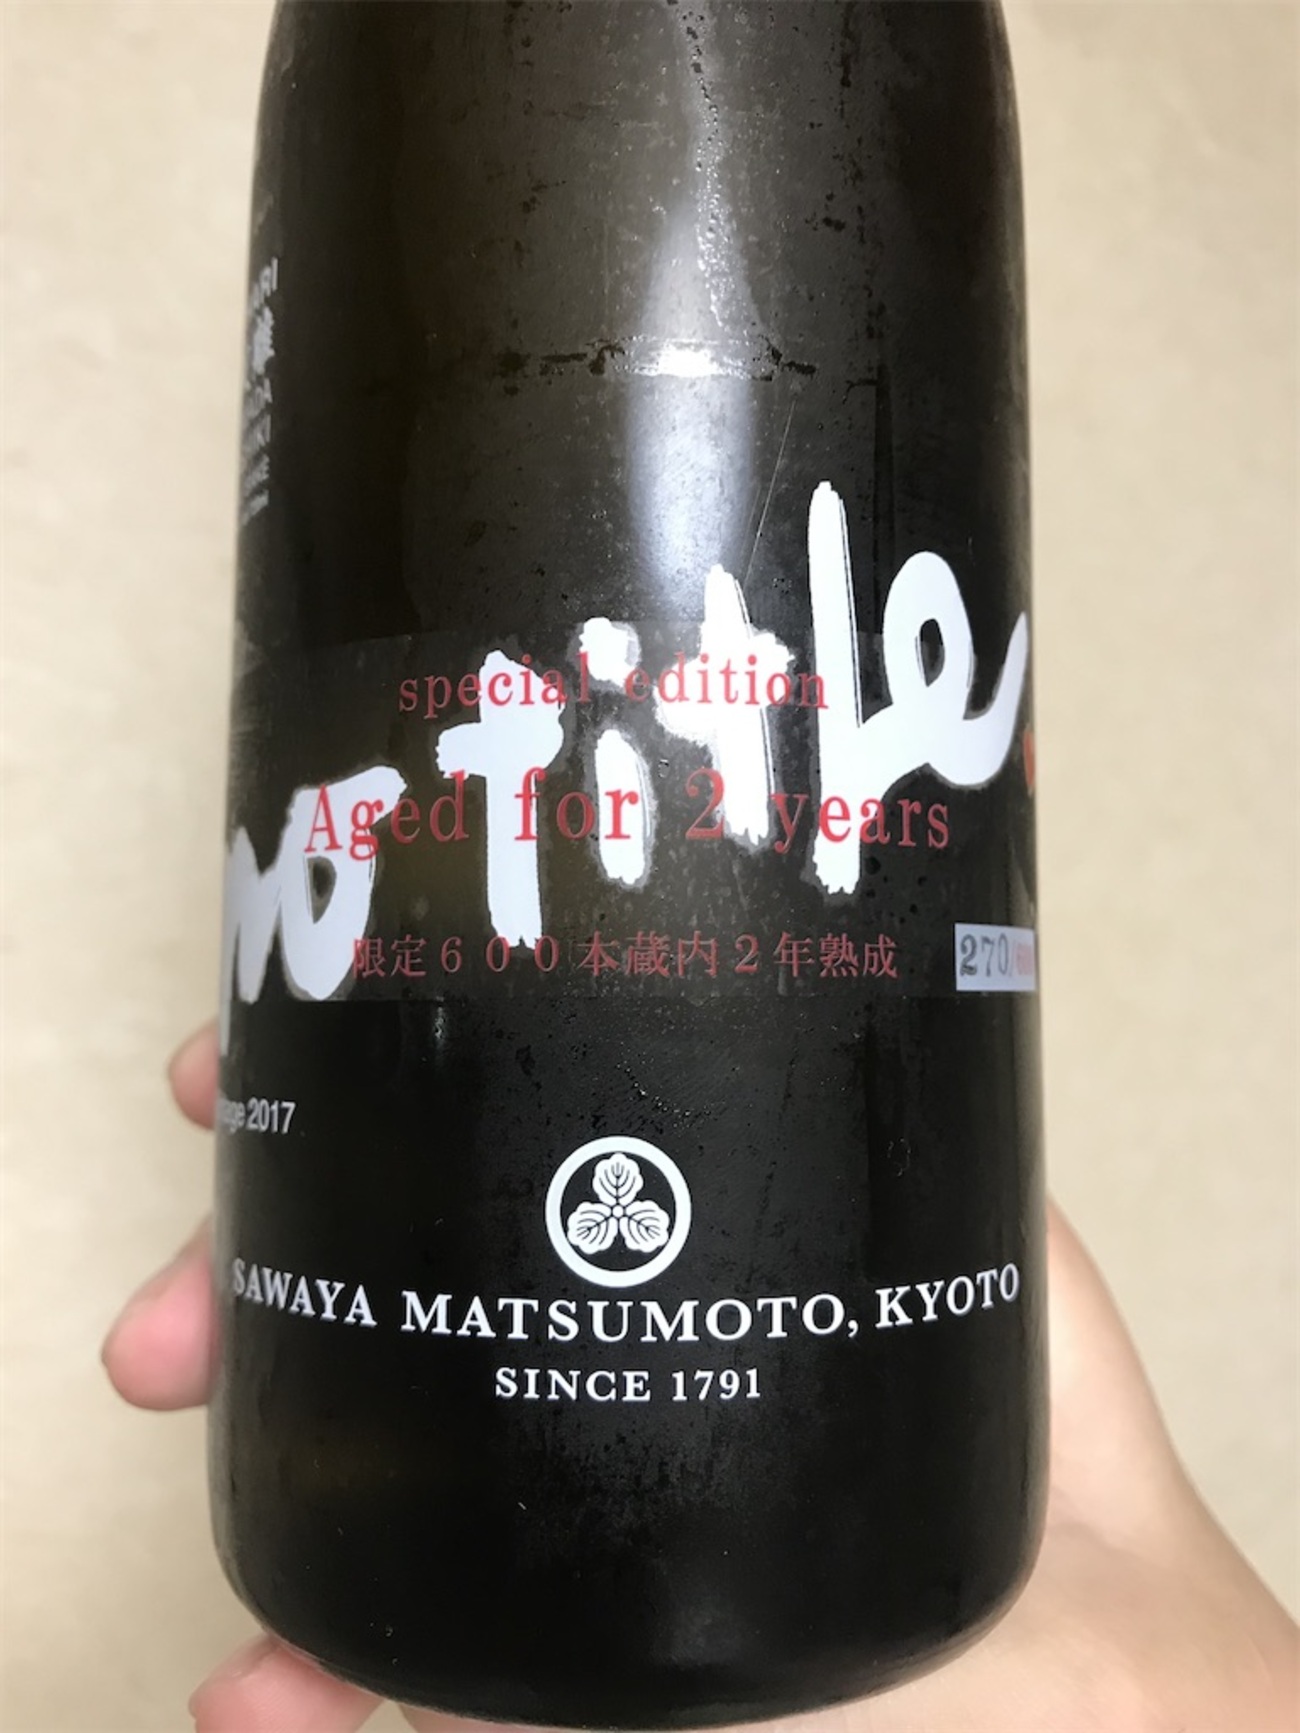 no title.
special edition
Aged for 2 years
限定600本蔵内2年熟成
270/600
2017
SAWAYA MATSUMOTO, KYOTO
SINCE 1791